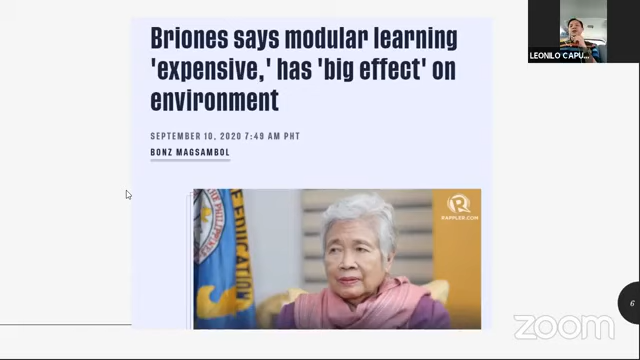 Briones says modular learning
'expensive,' has 'big effect' on
environment
SEPTEMBER 10, 2020 7:49 AM PHT
BONZ MAGSAMBOL
RAPPLER.COM
LEONILO CAPU...
6
zoom